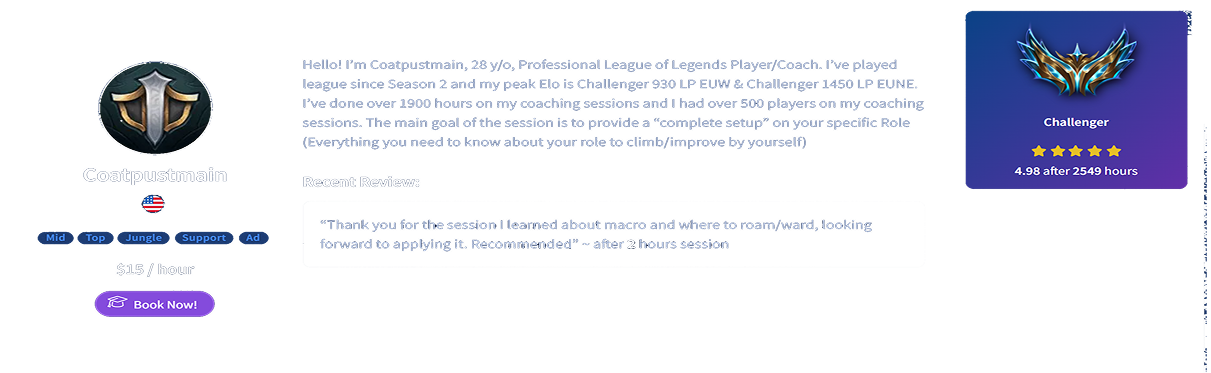 Hello! I’m Coatpustmain, 28 y/o, Professional League of Legends Player/Coach. I’ve played
league since Season 2 and my peak Elo is Challenger 930 LP EUW & Challenger 1450 LP EUNE.
I’ve done over 1900 hours on my coaching sessions and I had over 500 players on my coaching
sessions. The main goal of the session is to provide a “complete setup” on your specific Role
(Everything you need to know about your role to climb/improve by yourself)
Coatpustmain
Mid Top Jungle Support Ad
$15 / hour
Book Now!
Recent Review:
“Thank you for the session I learned about macro and where to roam/ward, looking
forward to applying it. Recommended” ~ after 2 hours session
Challenger
4.98 after 2549 hours